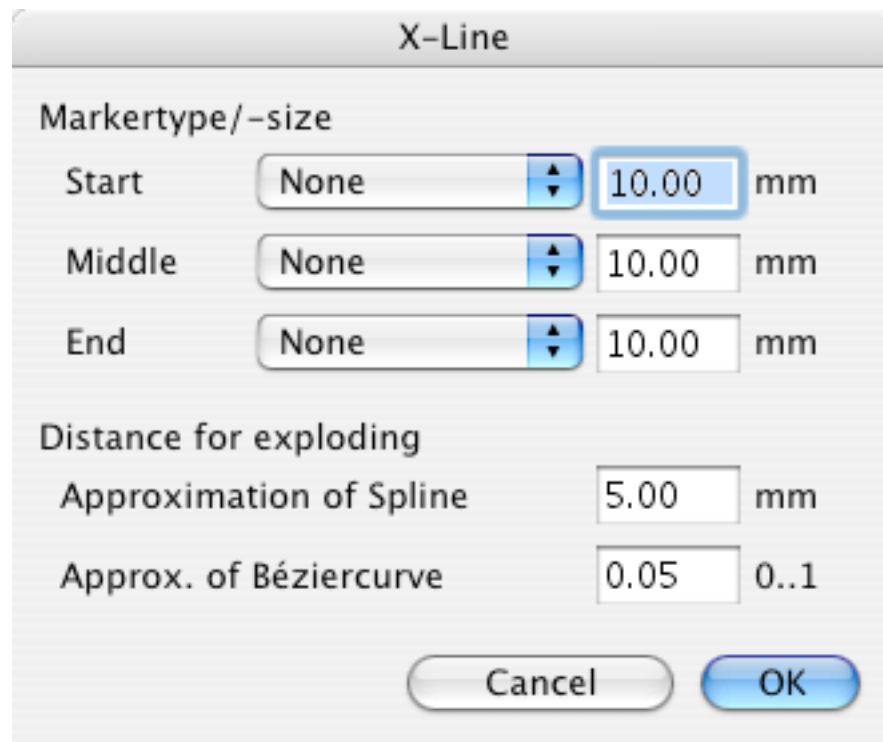 X-Line
Markertype/-size
Start None 10.00 mm
Middle None 10.00 mm
End None 10.00 mm
Distance for exploding
Approximation of Spline 5.00 mm
Approx. of Béziercurve 0.05 0..1
Cancel OK